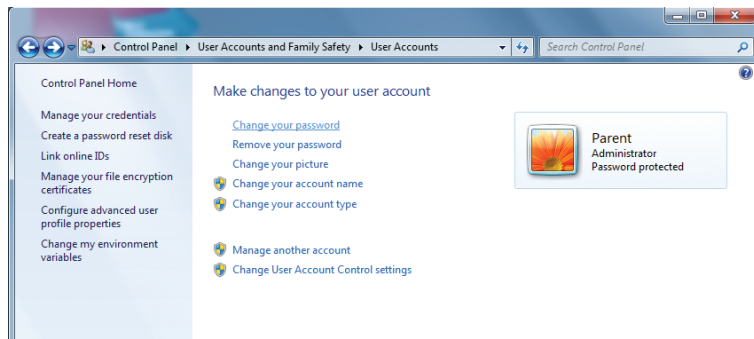 Control Panel ▸ User Accounts and Family Safety ▸ User Accounts
Search Control Panel
Control Panel Home
Manage your credentials
Create a password reset disk
Link online IDs
Manage your file encryption
certificates
Configure advanced user
profile properties
Change my environment
variables
Make changes to your user account
Change your password
Remove your password
Change your picture
Change your account name
Change your account type
Manage another account
Change User Account Control settings
Parent
Administrator
Password protected